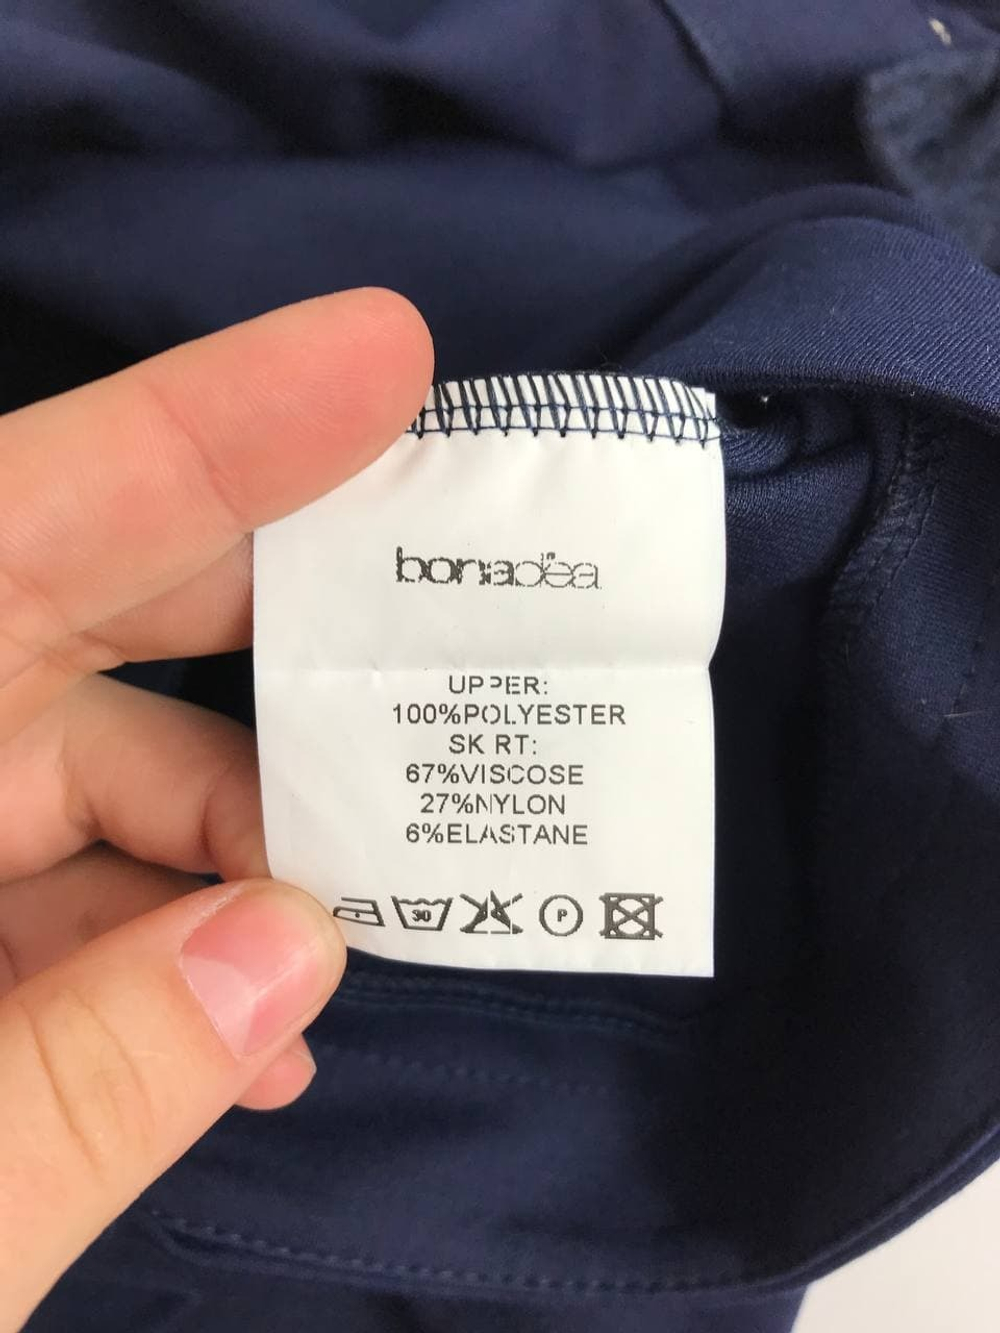 bonadea
UPPER:
100%POLYESTER
SK RT:
67%VISCOSE
27%NYLON
6%ELASTANE
30
P